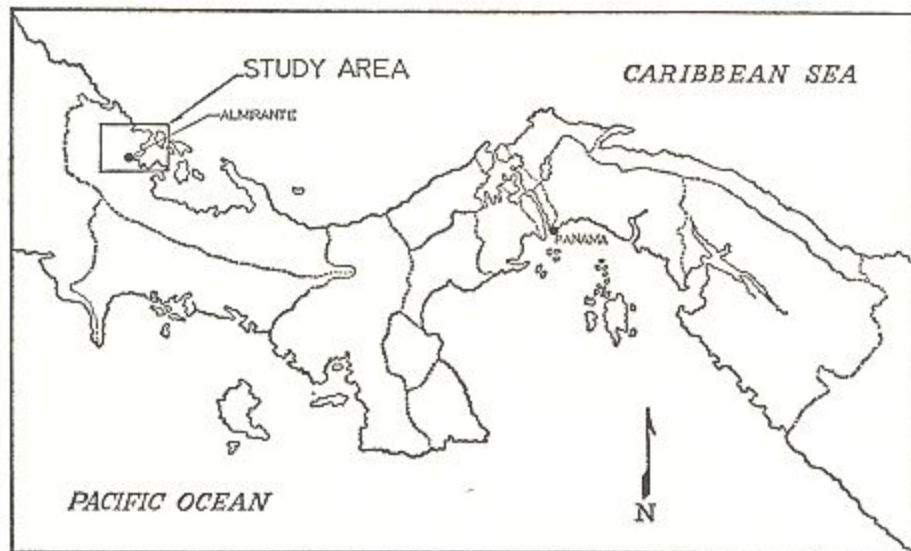 STUDY AREA
CARIBBEAN SEA
ALMIRANTE
PANAMA
PACIFIC OCEAN
N